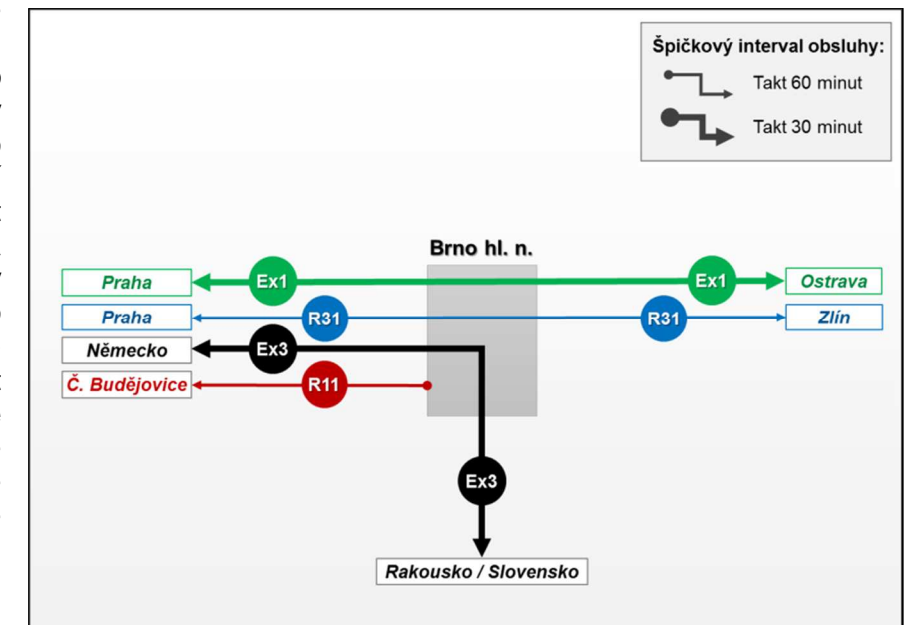 Špičkový interval obsluhy:
Takt 60 minut
Takt 30 minut
Brno hl. n.
Praha Ex1 Ex1 Ostrava
Praha R31 R31 Zlín
Německo Ex3
Č. Budějovice R11
Ex3
Rakousko / Slovensko